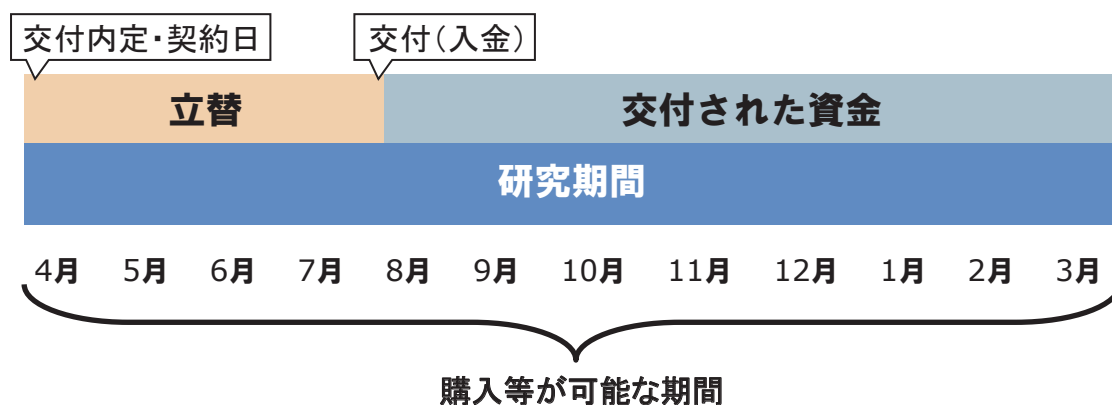 交付内定・契約日 交付(入金)
立替 交付された資金
研究期間
4月 5月 6月 7月 8月 9月 10月 11月 12月 1月 2月 3月
購入等が可能な期間